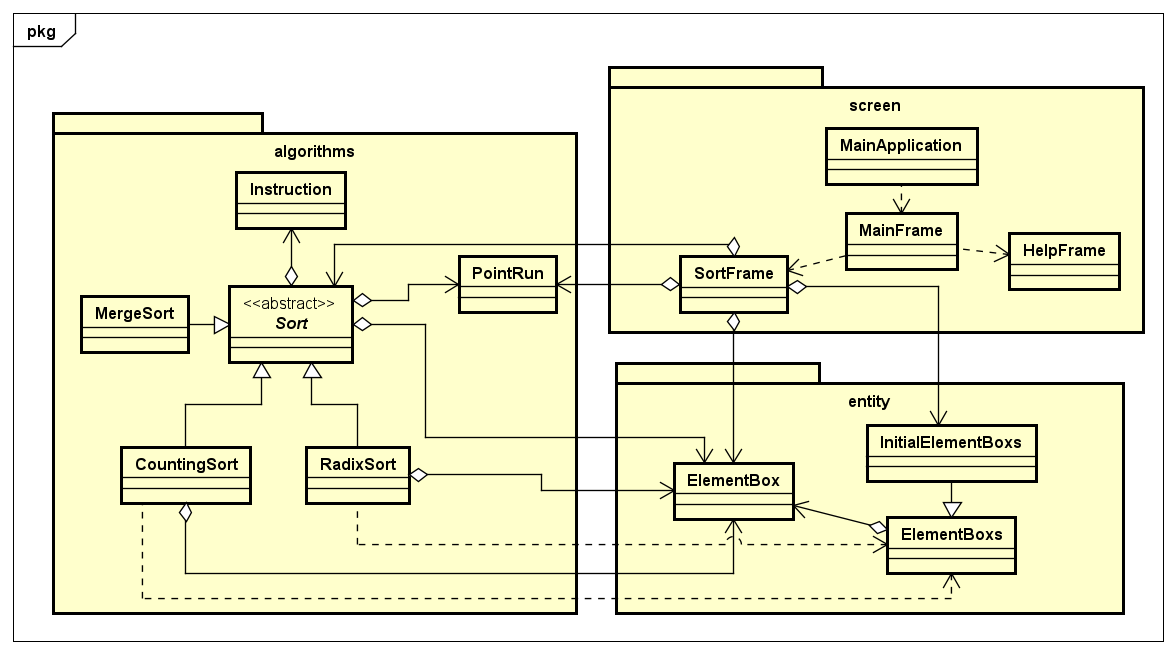 pkg
screen
MainApplication
MainFrame
HelpFrame
SortFrame
algorithms
Instruction
PointRun
MergeSort
<<abstract>>
Sort
CountingSort
RadixSort
entity
InitialElementBoxs
ElementBox
ElementBoxs